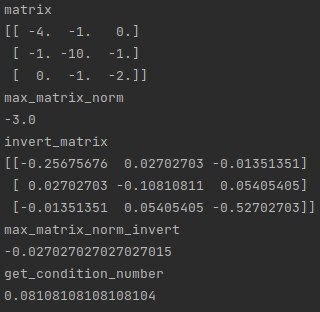 matrix
[[ -4.  -1.   0.]
 [ -1. -10.  -1.]
 [  0.  -1.  -2.]]
max_matrix_norm
-3.0
invert_matrix
[[-0.25675676  0.02702703 -0.01351351]
 [ 0.02702703 -0.10810811  0.05405405]
 [-0.01351351  0.05405405 -0.52702703]]
max_matrix_norm_invert
-0.027027027027027015
get_condition_number
0.08108108108108104